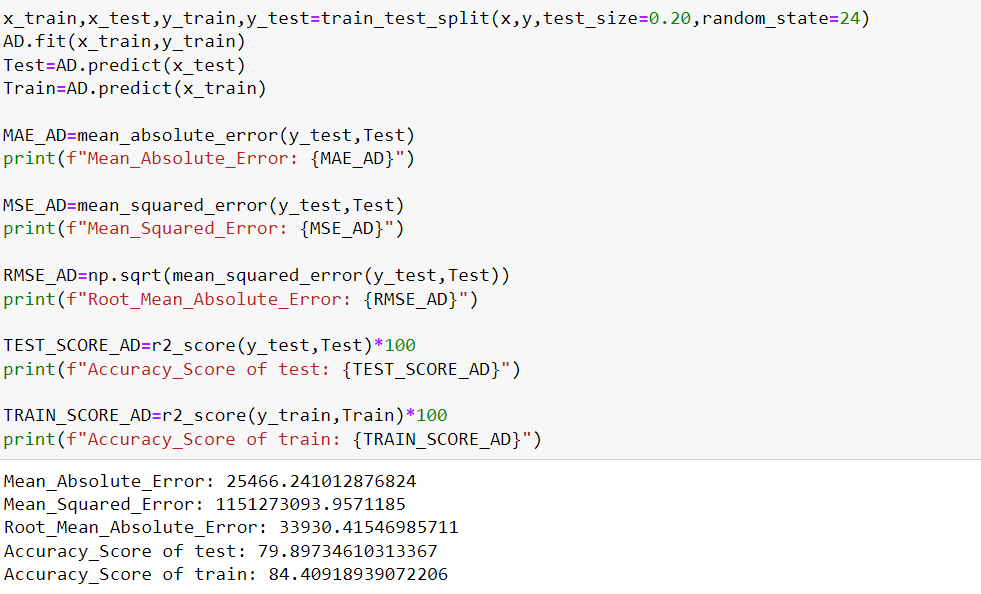 x_train,x_test,y_train,y_test=train_test_split(x,y,test_size=0.20,random_state=24)
AD.fit(x_train,y_train)
Test=AD.predict(x_test)
Train=AD.predict(x_train)
MAE_AD=mean_absolute_error(y_test,Test)
print(f"Mean_Absolute_Error: {MAE_AD}")
MSE_AD=mean_squared_error(y_test,Test)
print(f"Mean_Squared_Error: {MSE_AD}")
RMSE_AD=np.sqrt(mean_squared_error(y_test,Test))
print(f"Root_Mean_Absolute_Error: {RMSE_AD}")
TEST_SCORE_AD=r2_score(y_test,Test)*100
print(f"Accuracy_Score of test: {TEST_SCORE_AD}")
TRAIN_SCORE_AD=r2_score(y_train,Train)*100
print(f"Accuracy_Score of train: {TRAIN_SCORE_AD}")
Mean_Absolute_Error: 25466.241012876824
Mean_Squared_Error: 1151273093.9571185
Root_Mean_Absolute_Error: 33930.41546985711
Accuracy_Score of test: 79.89734610313367
Accuracy_Score of train: 84.40918939072206